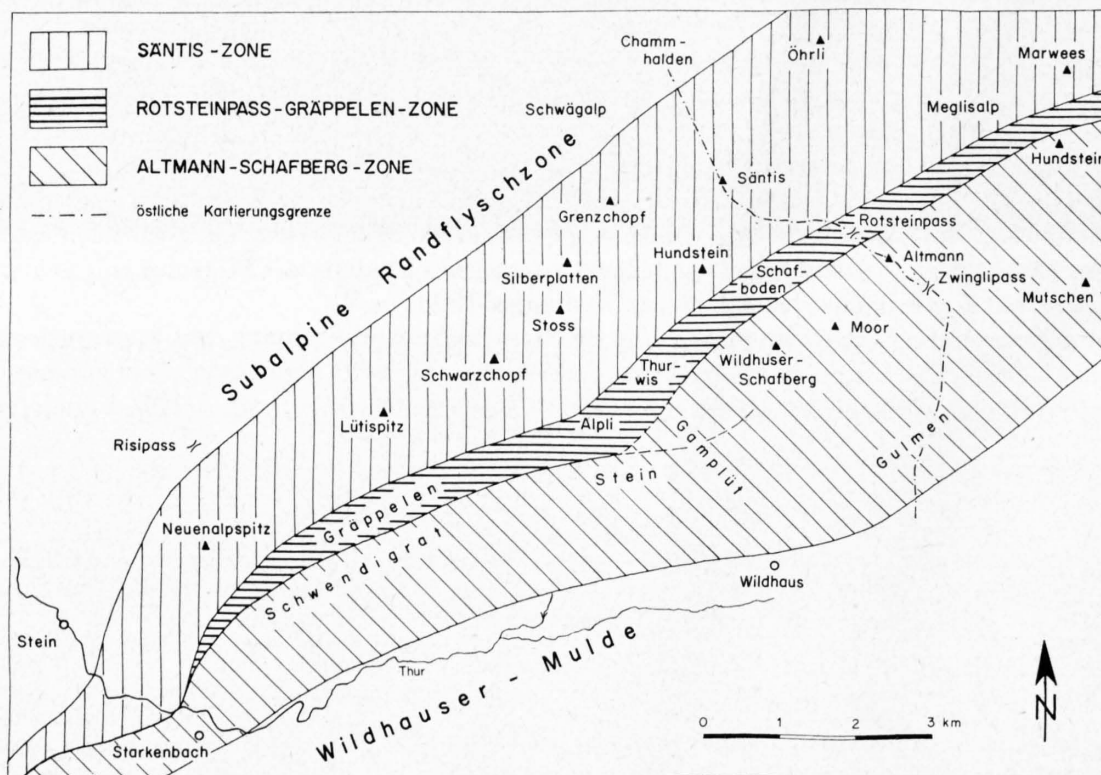 SÄNTIS-ZONE
ROTSTEINPASS-GRÄPPELEN-ZONE
ALTMANN-SCHAFBERG-ZONE
östliche Kartierungsgrenze
Chamm-
halden
Öhrli
Marwees
Schwägalp
Meglisalp
Hundstein
Säntis
Grenzchopf
Rotsteinpass
Subalpine Randflyschzone
Silberplatten
Hundstein
Schaf-
boden
Altmann
Zwinglipass
Mutschen
Stoss
Moor
Schwarzchopf
Thur-
wis
Wildhuser-
Schafberg
Lütispitz
Alpli
Risipass
Gamplüt
Gulmen
Stein
Gräppelen
Neuenalpspitz
Schwendigrat
Wildhaus
Stein
Thur
Wildhauser-Mulde
Starkenbach
0 1 2 3 km
N